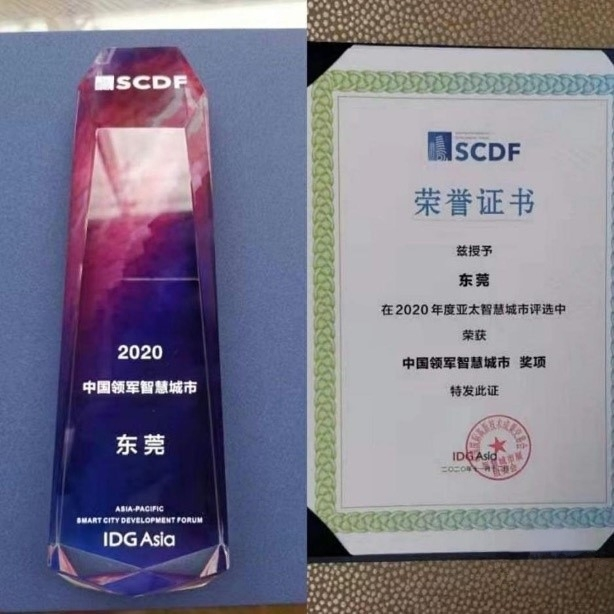 SCDF
2020
中国领军智慧城市
东莞
ASIA-PACIFIC
SMART CITY DEVELOPMENT FORUM
IDG Asia
SCDF
荣誉证书
兹授予
东莞
在2020年度亚太智慧城市评选中
荣获
中国领军智慧城市 奖项
特发此证
IDG Asia